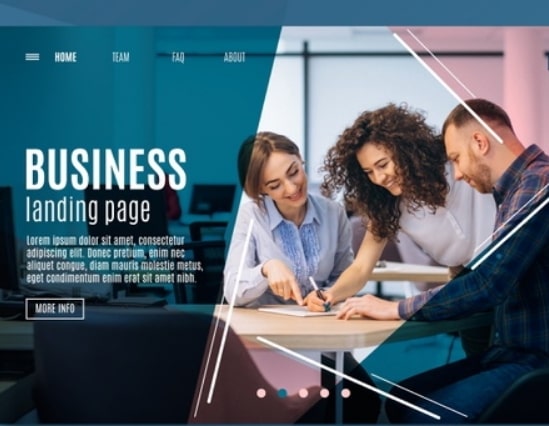 HOME TEAM FAQ ABOUT
BUSINESS
landing page
Lorem ipsum dolor sit amet, consectetur
adipiscing elit. Donec pretium, enim nec
aliquet congue, diam mauris molestie metus,
eget condimentum enim erat sit amet nibh.
MORE INFO